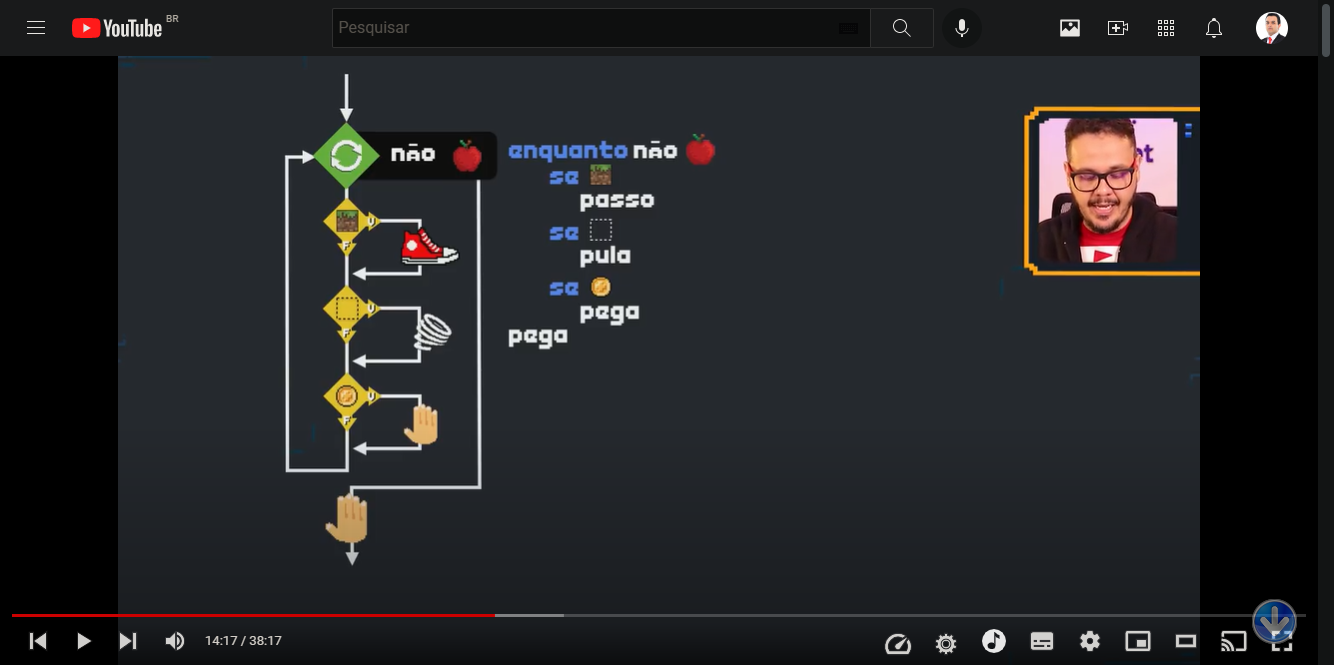 YouTube BR
Pesquisar
não
enquanto não
se
passo
se
pula
se
pega
pega
V
F
V
F
V
F
14:17 / 38:17